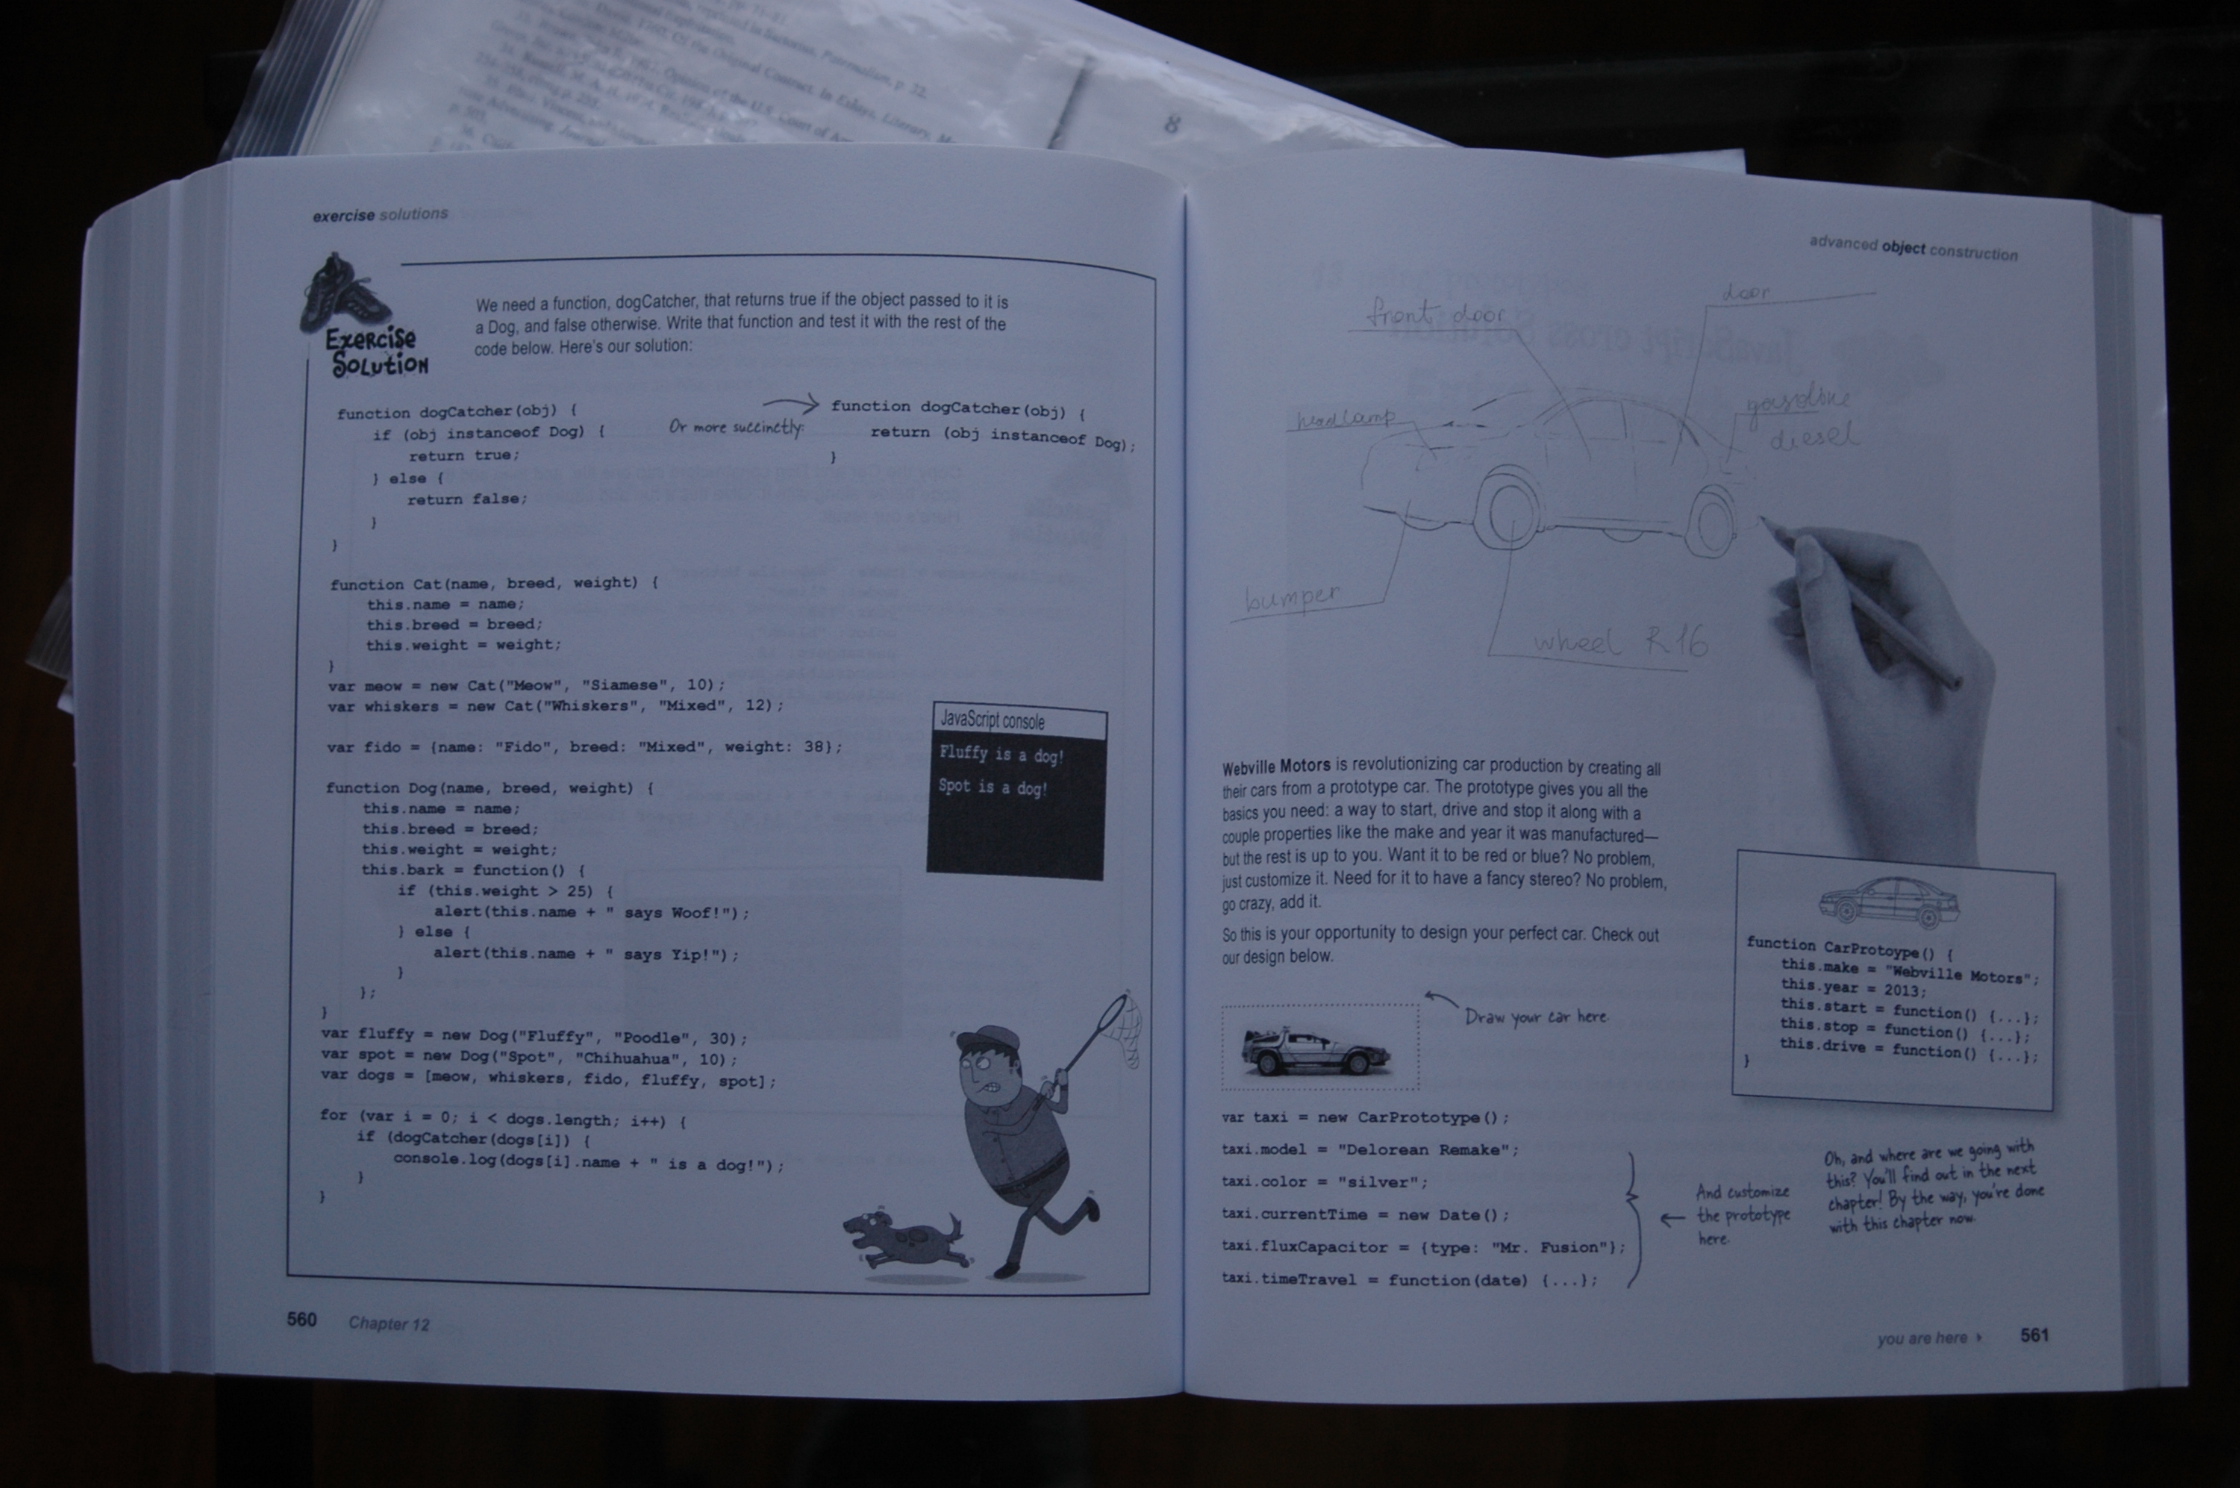 exercise solutions
Exercise
Solution
We need a function, dogCatcher, that returns true if the object passed to it is
a Dog, and false otherwise. Write that function and test it with the rest of the
code below. Here's our solution:
function dogCatcher(obj) {
if (obj instanceof Dog) {
return true;
} else {
return false;
}
}
Or more succinctly:
function dogCatcher(obj) {
return (obj instanceof Dog);
}
function Cat(name, breed, weight) {
this.name = name;
this.breed = breed;
this.weight = weight;
}
var meow = new Cat("Meow", "Siamese", 10);
var whiskers = new Cat("Whiskers", "Mixed", 12);
var fido = {name: "Fido", breed: "Mixed", weight: 38};
function Dog(name, breed, weight) {
this.name = name;
this.breed = breed;
this.weight = weight;
this.bark = function() {
if (this.weight > 25) {
alert(this.name + " says Woof!");
} else {
alert(this.name + " says Yip!");
}
};
}
var fluffy = new Dog("Fluffy", "Poodle", 30);
var spot = new Dog("Spot", "Chihuahua", 10);
var dogs = [meow, whiskers, fido, fluffy, spot];
for (var i = 0; i < dogs.length; i++) {
if (dogCatcher(dogs[i]) {
console.log(dogs[i].name + " is a dog!");
}
}
JavaScript console
Fluffy is a dog!
Spot is a dog!
560 Chapter 12
advanced object construction
front door
door
headlamp
gasoline
diesel
bumper
wheel R16
Webville Motors is revolutionizing car production by creating all
their cars from a prototype car. The prototype gives you all the
basics you need: a way to start, drive and stop it along with a
couple properties like the make and year it was manufactured—
but the rest is up to you. Want it to be red or blue? No problem,
just customize it. Need for it to have a fancy stereo? No problem,
go crazy, add it.
So this is your opportunity to design your perfect car. Check out
our design below.
Draw your car here.
function CarProtoype() {
this.make = "Webville Motors";
this.year = 2013;
this.start = function() {...};
this.stop = function() {...};
this.drive = function() {...};
}
var taxi = new CarPrototype();
taxi.model = "Delorean Remake";
taxi.color = "silver";
taxi.currentTime = new Date();
taxi.fluxCapacitor = {type: "Mr. Fusion"};
taxi.timeTravel = function(date) {...};
And customize
the prototype
here.
Oh, and where are we going with
this? You'll find out in the next
chapter! By the way, you're done
with this chapter now.
you are here 561
8